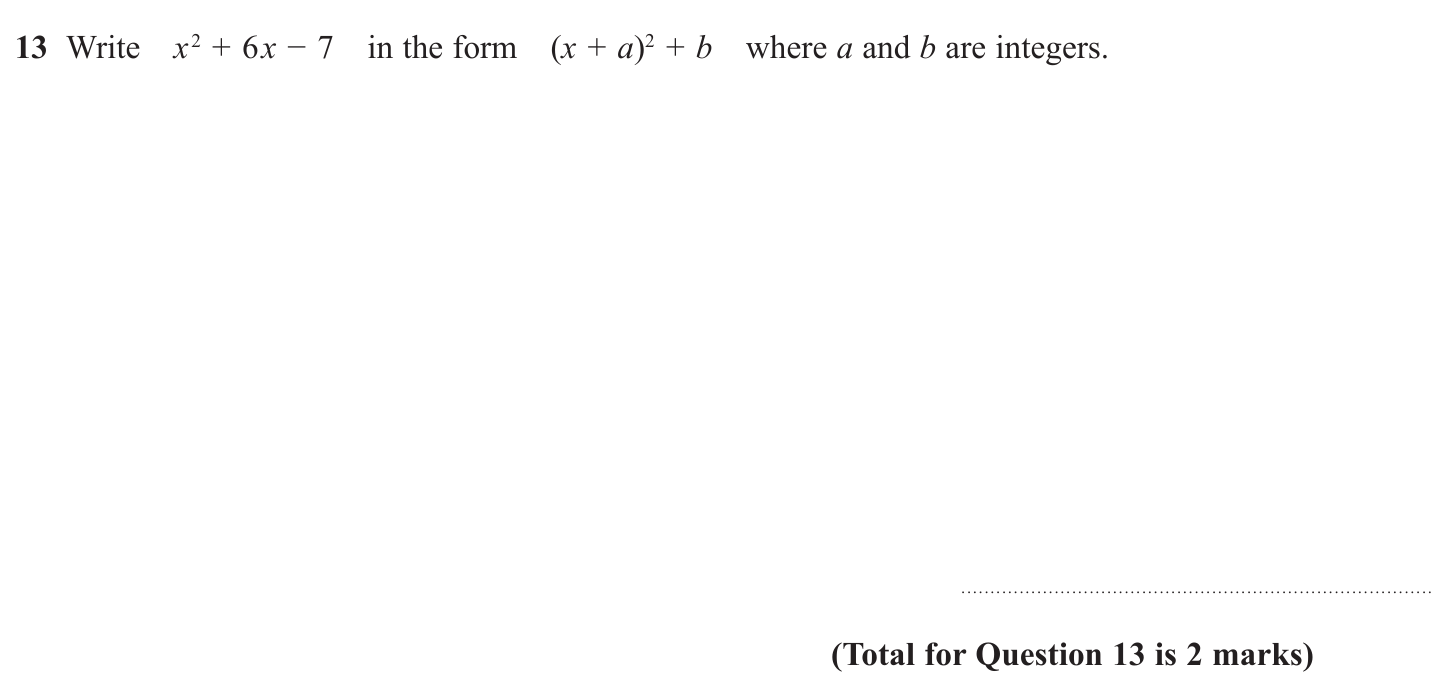 13 Write x² + 6x − 7 in the form (x + a)² + b where a and b are integers.
(Total for Question 13 is 2 marks)